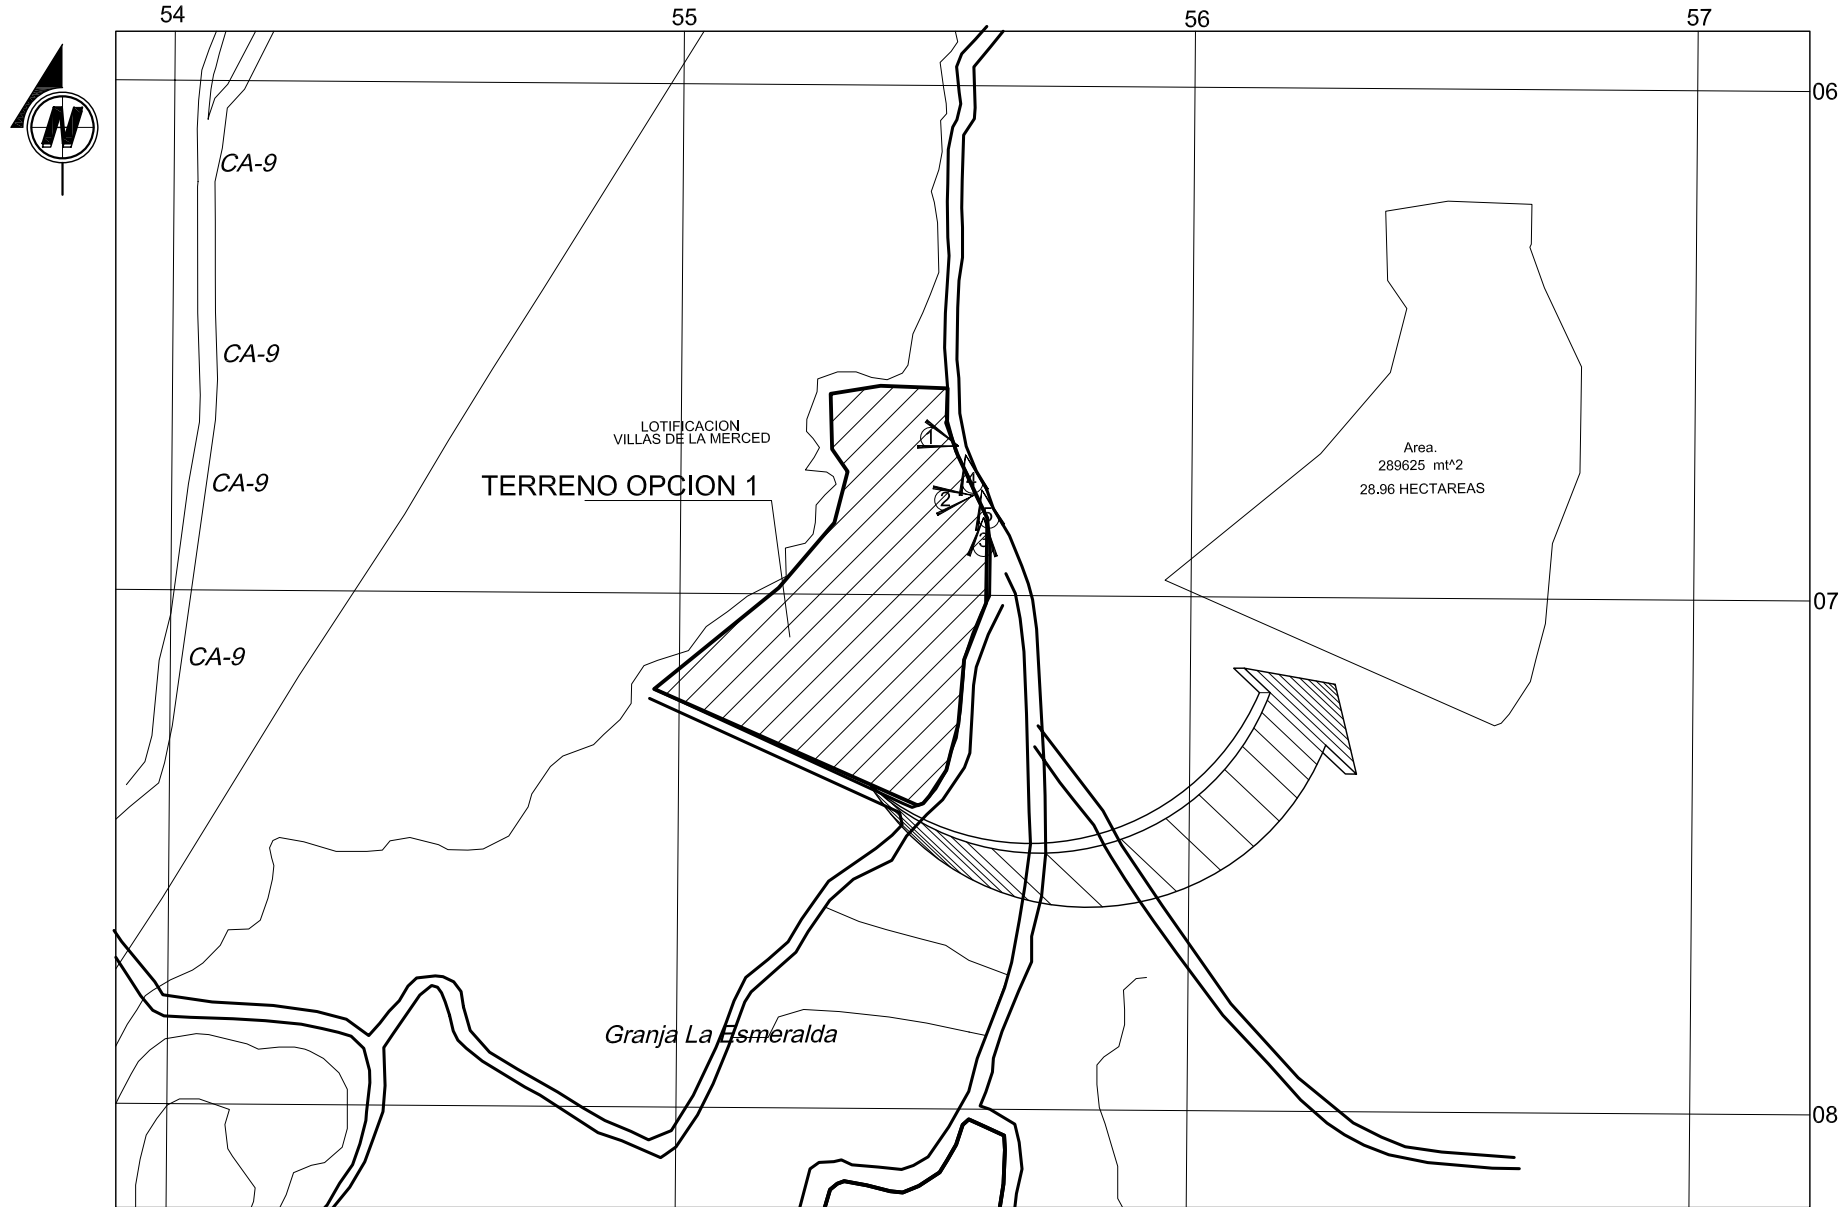 54
55
56
57
06
N
CA-9
CA-9
LOTIFICACION
VILLAS DE LA MERCED
1
Area.
289625 mt^2
28.96 HECTAREAS
CA-9
TERRENO OPCION 1
4
2
5
3
07
CA-9
Granja La Esmeralda
08